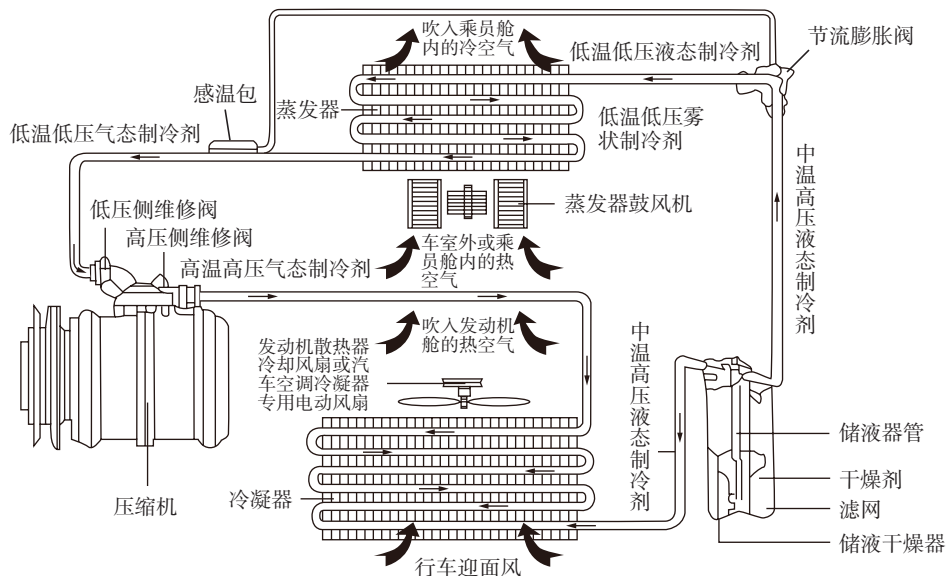 吹入乘员舱
内的冷空气
低温低压液态制冷剂
节流膨胀阀
感温包
蒸发器
低温低压雾
状制冷剂
低温低压气态制冷剂
中温高压液态制冷剂
蒸发器鼓风机
低压侧维修阀
高压侧维修阀
车室外或乘
员舱内的热
空气
高温高压气态制冷剂
吹入发动机
舱的热空气
发动机散热器
冷却风扇或汽
车空调冷凝器
专用电动风扇
中温高压液态制冷剂
储液器管
干燥剂
滤网
储液干燥器
压缩机
冷凝器
行车迎面风